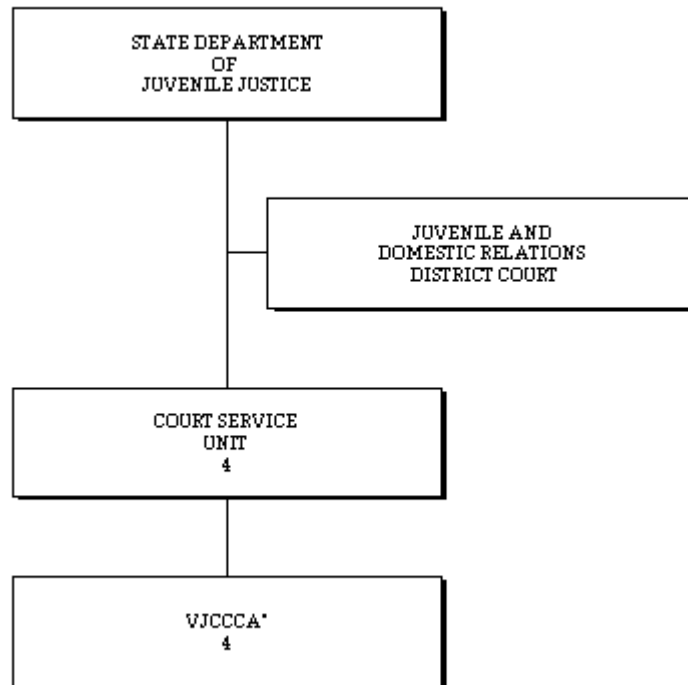 STATE DEPARTMENT
OF
JUVENILE JUSTICE
JUVENILE AND
DOMESTIC RELATIONS
DISTRICT COURT
COURT SERVICE
UNIT
4
VJCCCA*
4